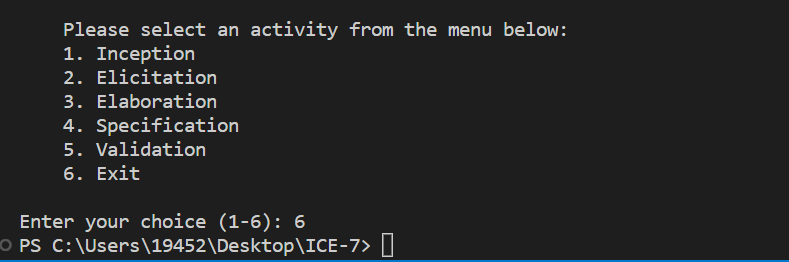 Please select an activity from the menu below:
1. Inception
2. Elicitation
3. Elaboration
4. Specification
5. Validation
6. Exit
Enter your choice (1-6): 6
PS C:\Users\19452\Desktop\ICE-7>